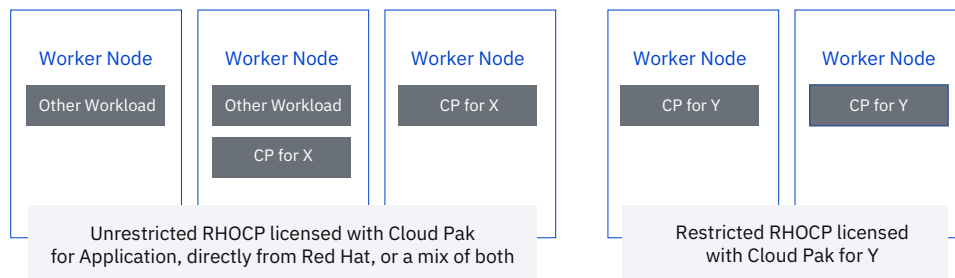 Worker Node
Other Workload
Worker Node
Other Workload
CP for X
Worker Node
CP for X
Unrestricted RHOCP licensed with Cloud Pak
for Application, directly from Red Hat, or a mix of both
Worker Node
CP for Y
Worker Node
CP for Y
Restricted RHOCP licensed
with Cloud Pak for Y